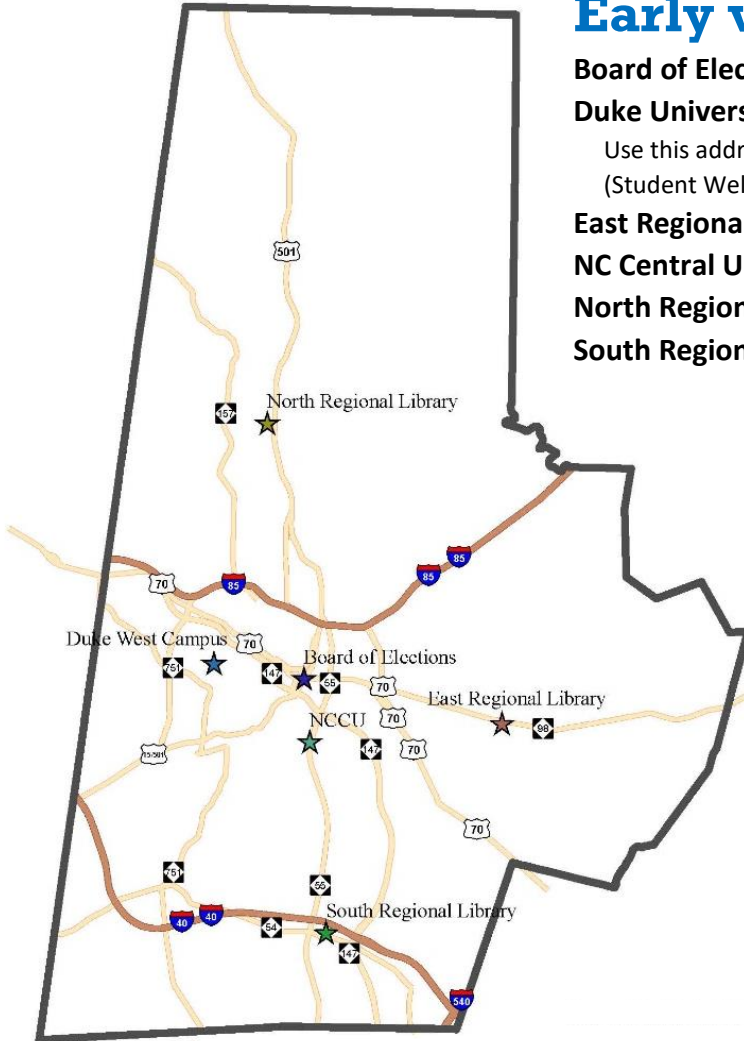 Early v
Board of Elec
Duke Univers
Use this addr
(Student Wel
East Regiona
NC Central U
North Region
South Region
501
North Regional Library
157
85
85
70
85
Duke West Campus
70
Board of Elections
751
147
55
70
East Regional Library
70
NCCU
98
147
70
15-501
70
751
55
South Regional Library
40
40
54
147
540